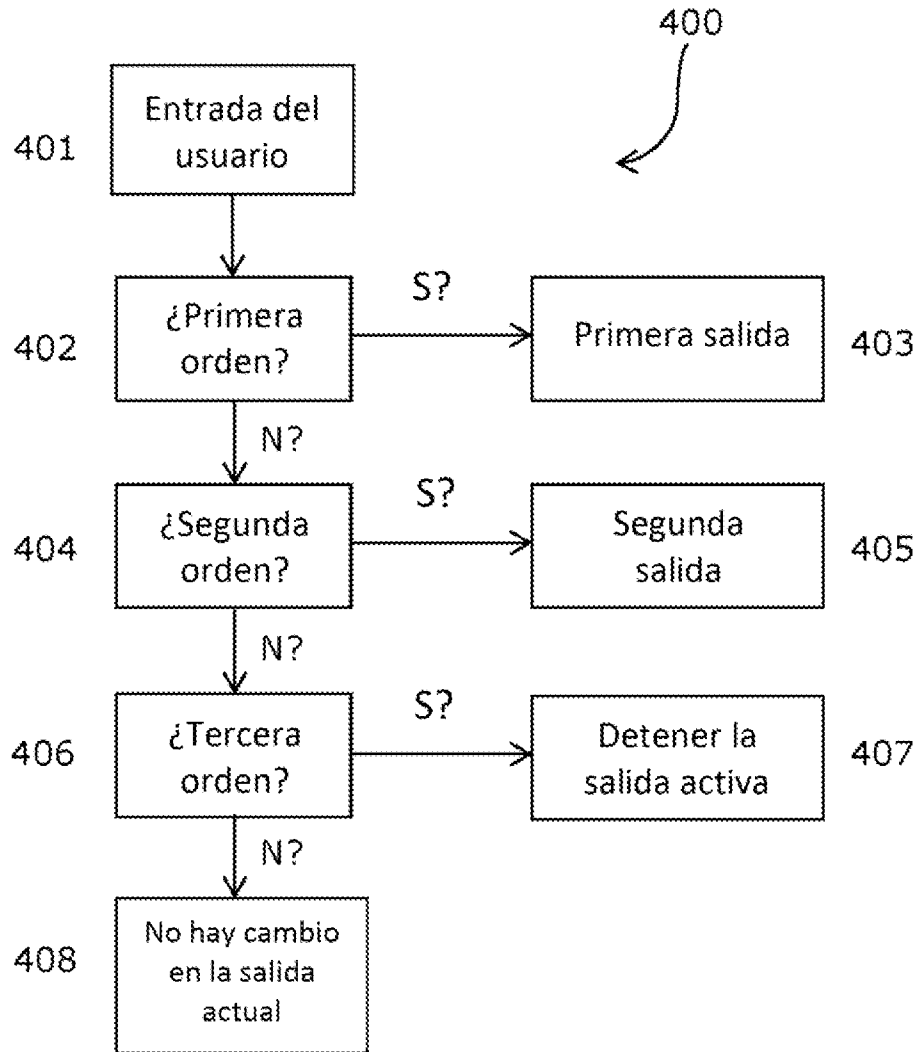 400
401
Entrada del
usuario
402
¿Primera
orden?
S?
Primera salida
403
N?
404
¿Segunda
orden?
S?
Segunda
salida
405
N?
406
¿Tercera
orden?
S?
Detener la
salida activa
407
N?
408
No hay cambio
en la salida
actual